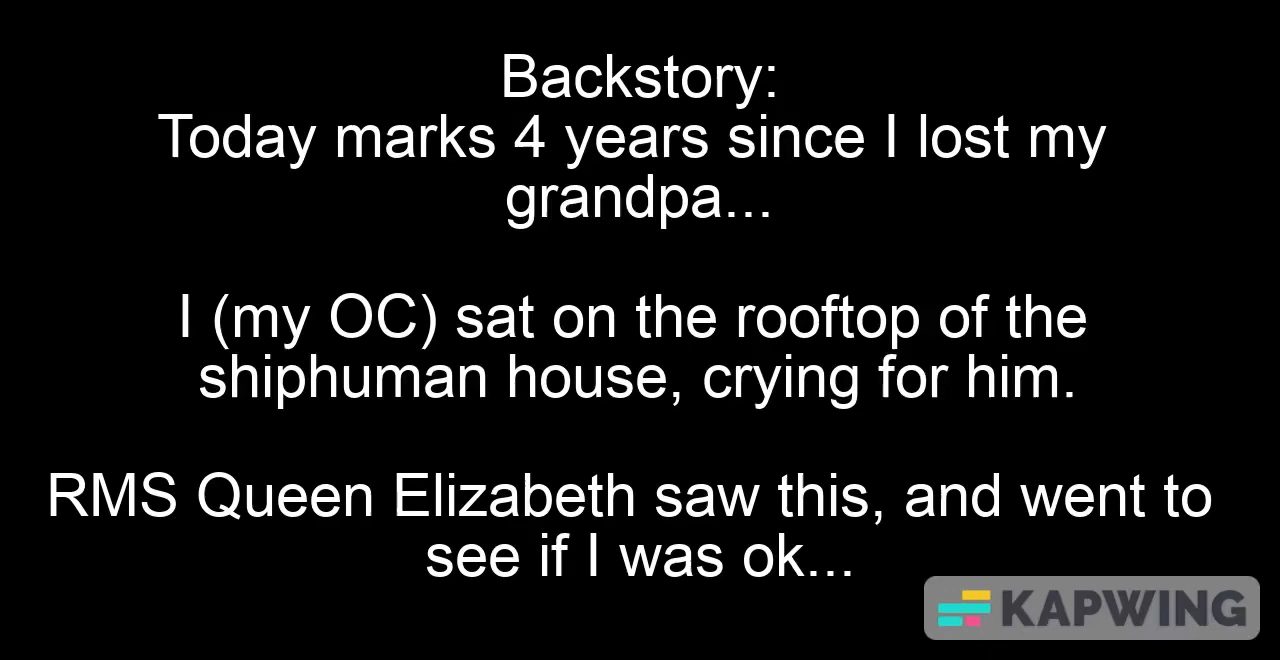 Backstory:
Today marks 4 years since I lost my
grandpa...
I (my OC) sat on the rooftop of the
shiphuman house, crying for him.
RMS Queen Elizabeth saw this, and went to
see if I was ok...
KAPWING